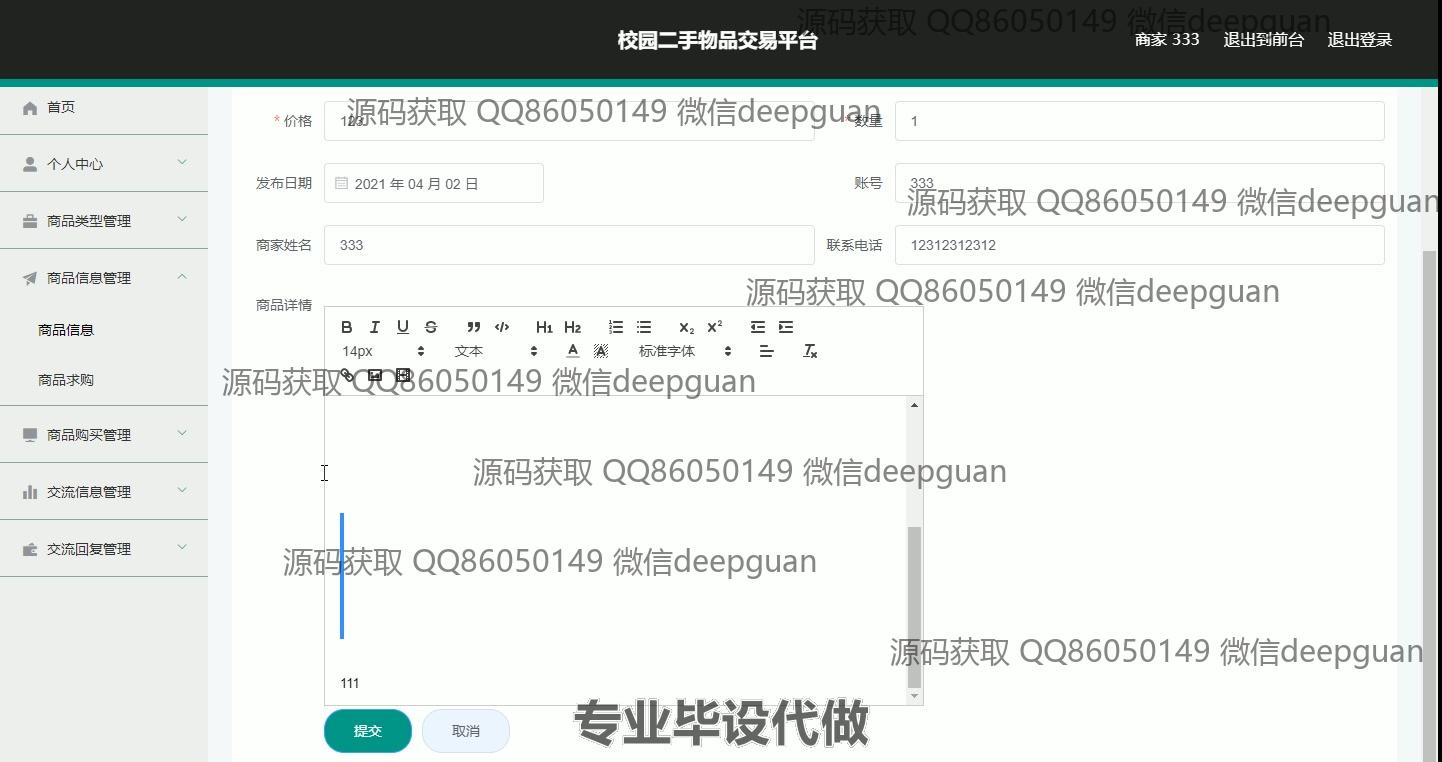 校园二手物品交易平台
商家 333 退出到前台 退出登录
源码获取 QQ86050149 微信deepguan
首页
个人中心
商品类型管理
商品信息管理
商品信息
商品求购
商品购买管理
交流信息管理
交流回复管理
* 价格 123 * 数量 1
源码获取 QQ86050149 微信deepguan
发布日期 2021 年 04 月 02 日 账号 333
源码获取 QQ86050149 微信deepguan
商家姓名 333 联系电话 12312312312
源码获取 QQ86050149 微信deepguan
商品详情
B I U S ” </> H1 H2 X₂ X²
14px 文本 A A 标准字体 Tx
源码获取 QQ86050149 微信deepguan
源码获取 QQ86050149 微信deepguan
源码获取 QQ86050149 微信deepguan
源码获取 QQ86050149 微信deepguan
111
提交 取消
专业毕设代做